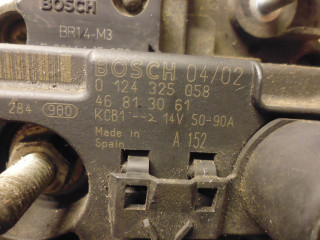 BOSCH
BR14-M3
BOSCH 04/02
0 124 325 058
46 81 30 61
KCB1 --> 14V 50-90A
284 980
Made in A 152
Spain